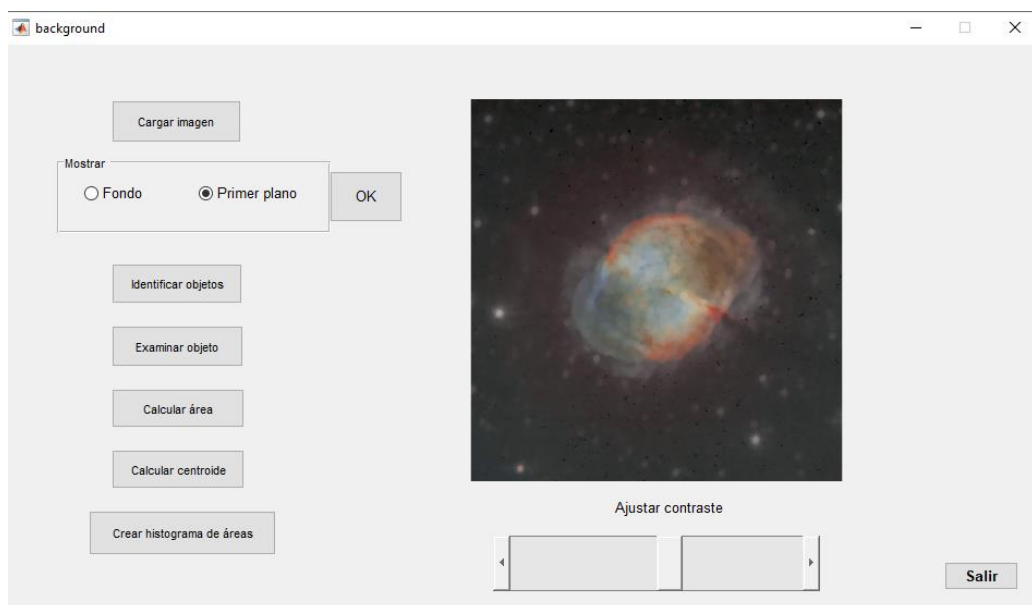 background
Cargar imagen
Mostrar
Fondo
Primer plano
OK
Identificar objetos
Examinar objeto
Calcular área
Calcular centroide
Crear histograma de áreas
Ajustar contraste
Salir